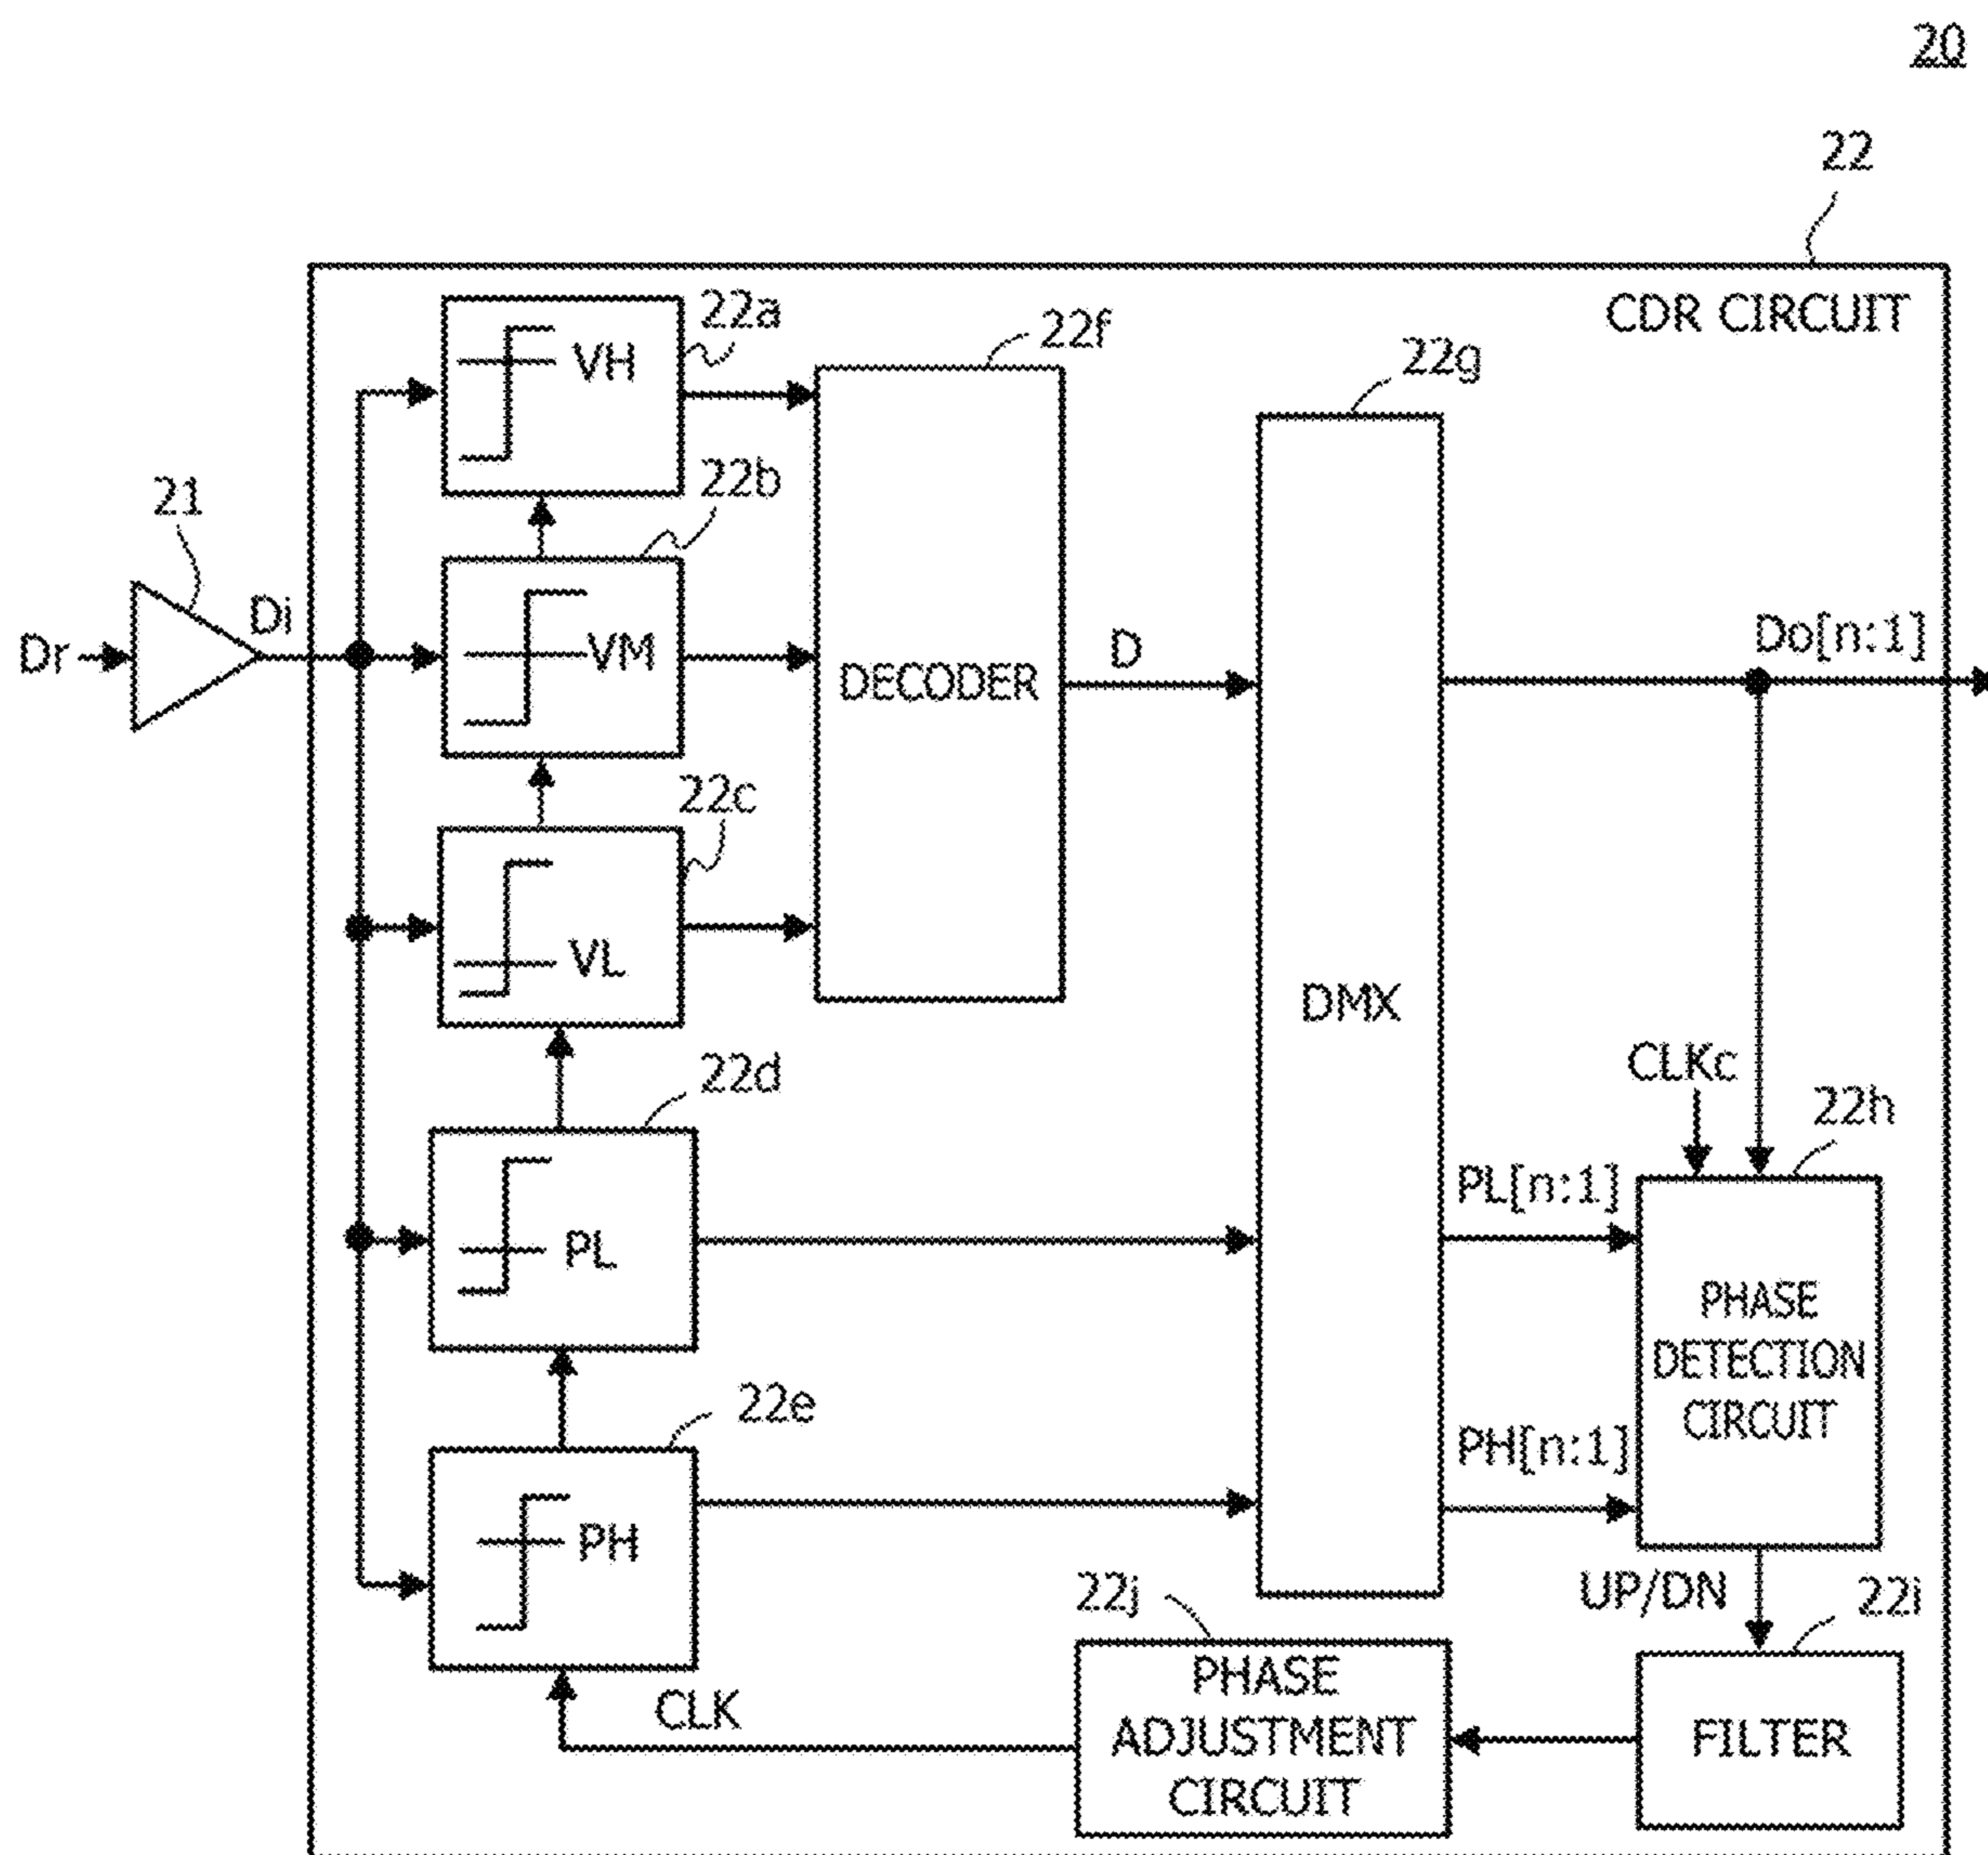 20
22
CDR CIRCUIT
22a
VH
22f
22g
22b
21
Dr
Di
VM
DECODER
D
Do[n:1]
22c
VL
DMX
CLKc
22h
22d
PL
PL[n:1]
PHASE
DETECTION
CIRCUIT
22e
PH
PH[n:1]
UP/DN
22i
22j
CLK
PHASE
ADJUSTMENT
CIRCUIT
FILTER